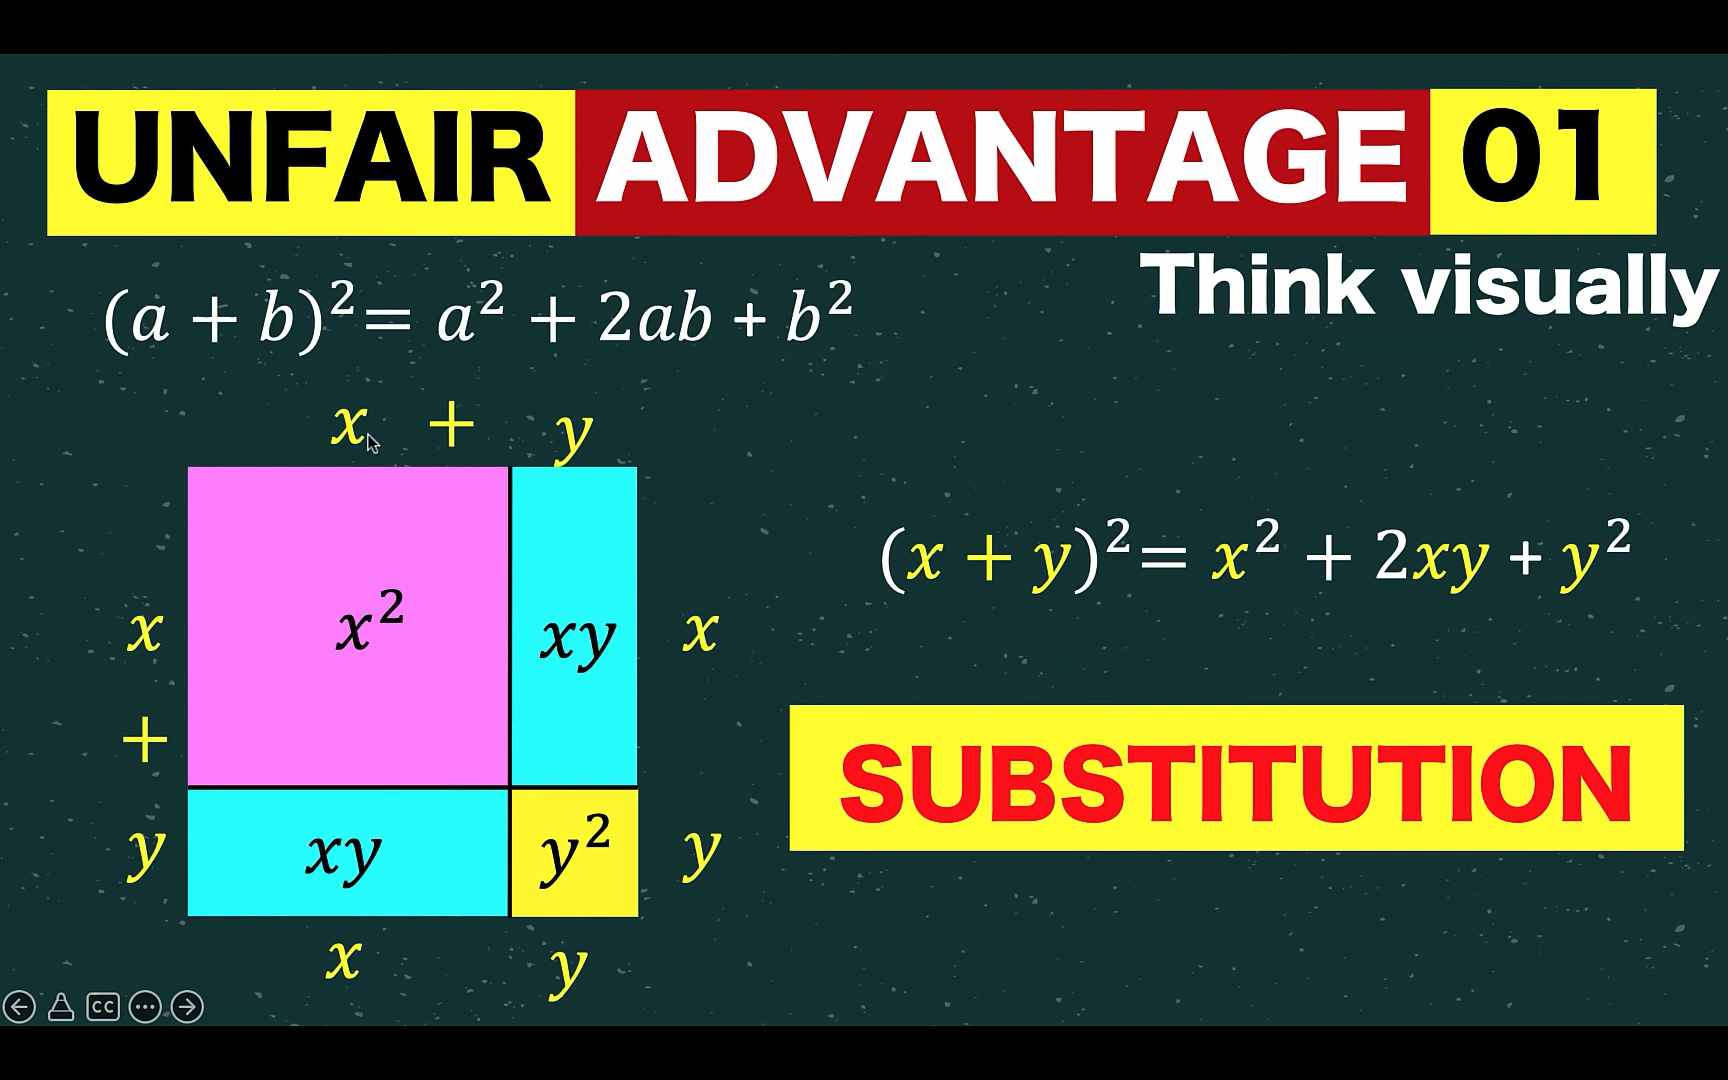 UNFAIR ADVANTAGE 01
Think visually
(a + b)² = a² + 2ab + b²
x + y
x² xy
x x
+
(x + y)² = x² + 2xy + y²
SUBSTITUTION
y xy y² y
x y
CC